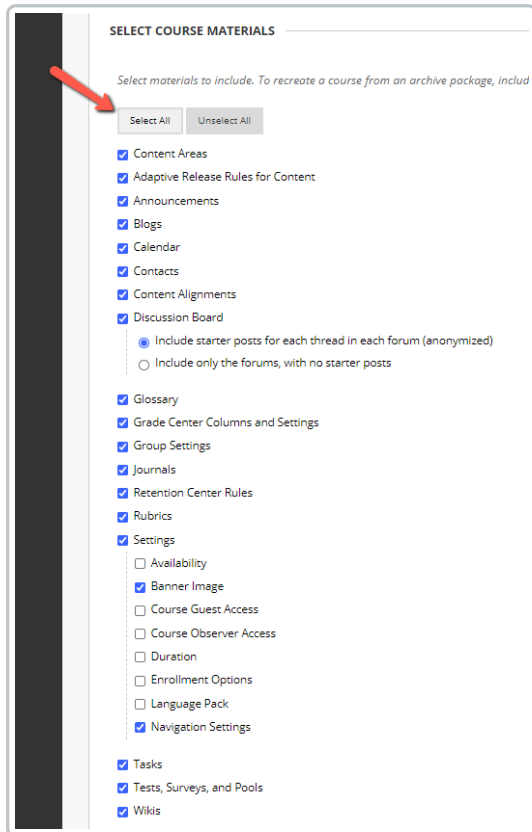 SELECT COURSE MATERIALS
Select materials to include. To recreate a course from an archive package, includ
Select All Unselect All
Content Areas
Adaptive Release Rules for Content
Announcements
Blogs
Calendar
Contacts
Content Alignments
Discussion Board
Include starter posts for each thread in each forum (anonymized)
Include only the forums, with no starter posts
Glossary
Grade Center Columns and Settings
Group Settings
Journals
Retention Center Rules
Rubrics
Settings
Availability
Banner Image
Course Guest Access
Course Observer Access
Duration
Enrollment Options
Language Pack
Navigation Settings
Tasks
Tests, Surveys, and Pools
Wikis